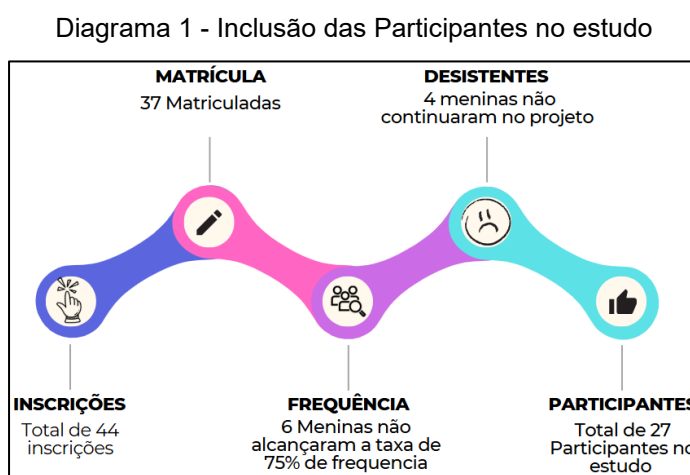 Diagrama 1 - Inclusão das Participantes no estudo
MATRÍCULA
37 Matriculadas
DESISTENTES
4 meninas não
continuaram no projeto
INSCRIÇÕES
Total de 44
inscrições
FREQUÊNCIA
6 Meninas não
alcançaram a taxa de
75% de frequencia
PARTICIPANTES
Total de 27
Participantes no
estudo